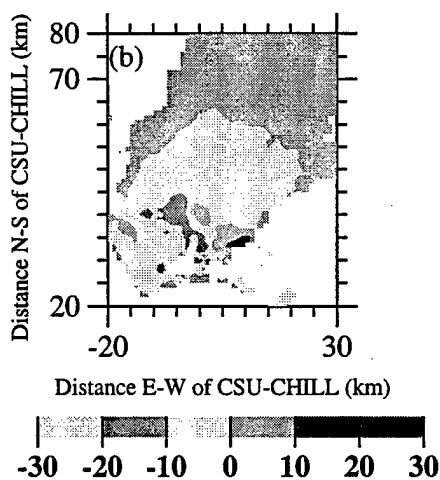 80
(b)
70
Distance N-S of CSU-CHILL (km)
20
-20 30
Distance E-W of CSU-CHILL (km)
-30 -20 -10 0 10 20 30